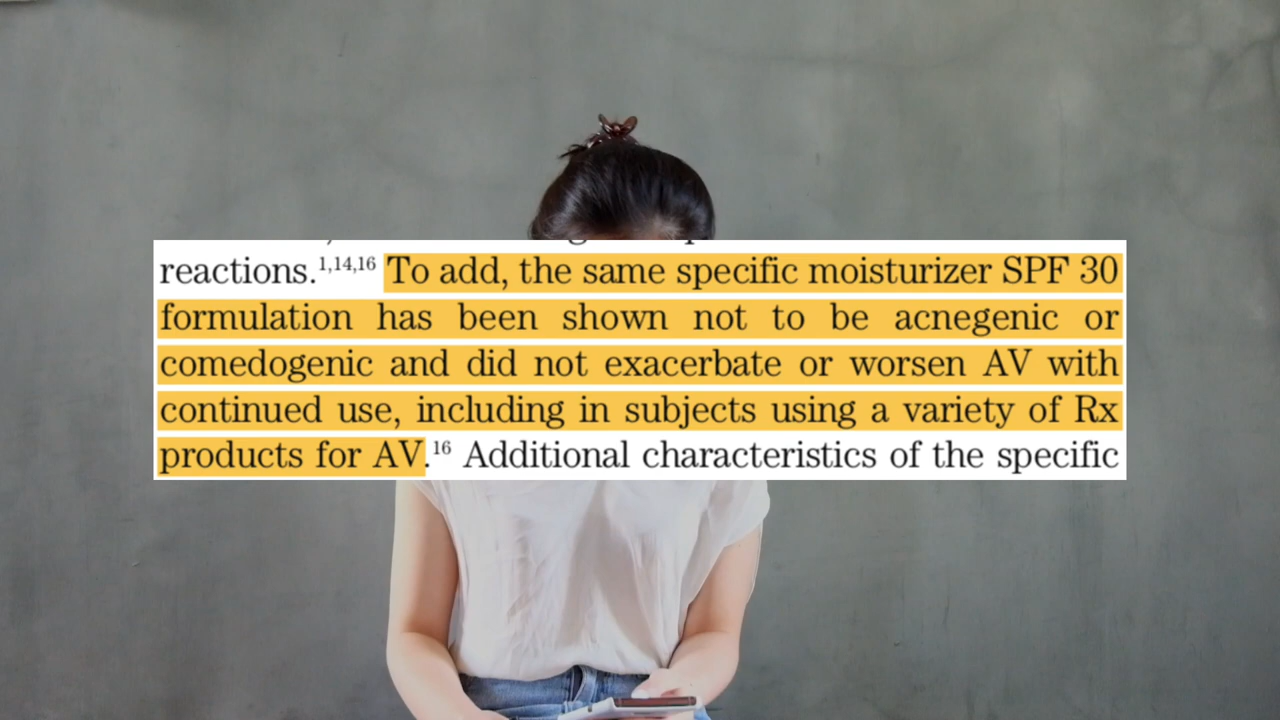 reactions.1,14,16 To add, the same specific moisturizer SPF 30
formulation has been shown not to be acnegenic or
comedogenic and did not exacerbate or worsen AV with
continued use, including in subjects using a variety of Rx
products for AV.16 Additional characteristics of the specific